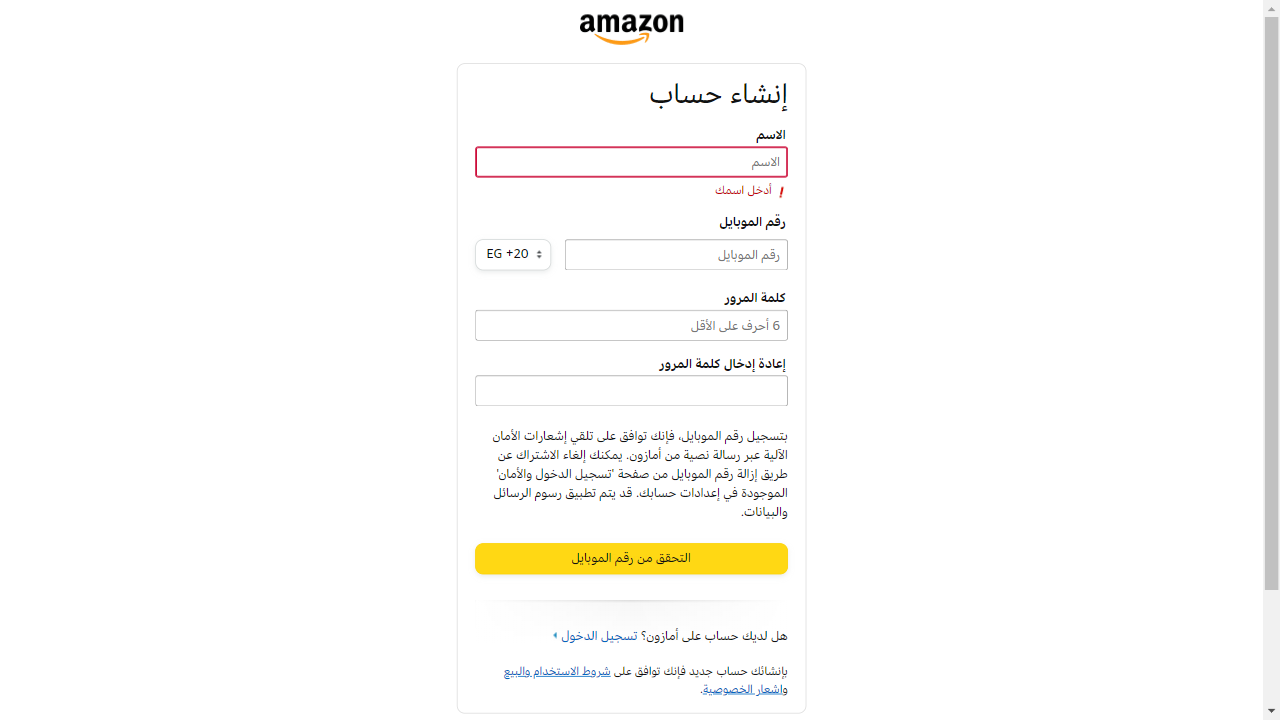 amazon
إنشاء حساب
الاسم
الاسم
أدخل اسمك
رقم الموبايل
رقم الموبايل
EG +20
كلمة المرور
6 أحرف على الأقل
إعادة إدخال كلمة المرور
بتسجيل رقم الموبايل، فإنك توافق على تلقي إشعارات الأمان
الآلية عبر رسالة نصية من أمازون. يمكنك إلغاء الاشتراك عن
طريق إزالة رقم الموبايل من صفحة 'تسجيل الدخول والأمان'
الموجودة في إعدادات حسابك. قد يتم تطبيق رسوم الرسائل
والبيانات.
التحقق من رقم الموبايل
هل لديك حساب على أمازون؟ تسجيل الدخول
بإنشائك حساب جديد فإنك توافق على شروط الاستخدام والبيع
واشعار الخصوصية.